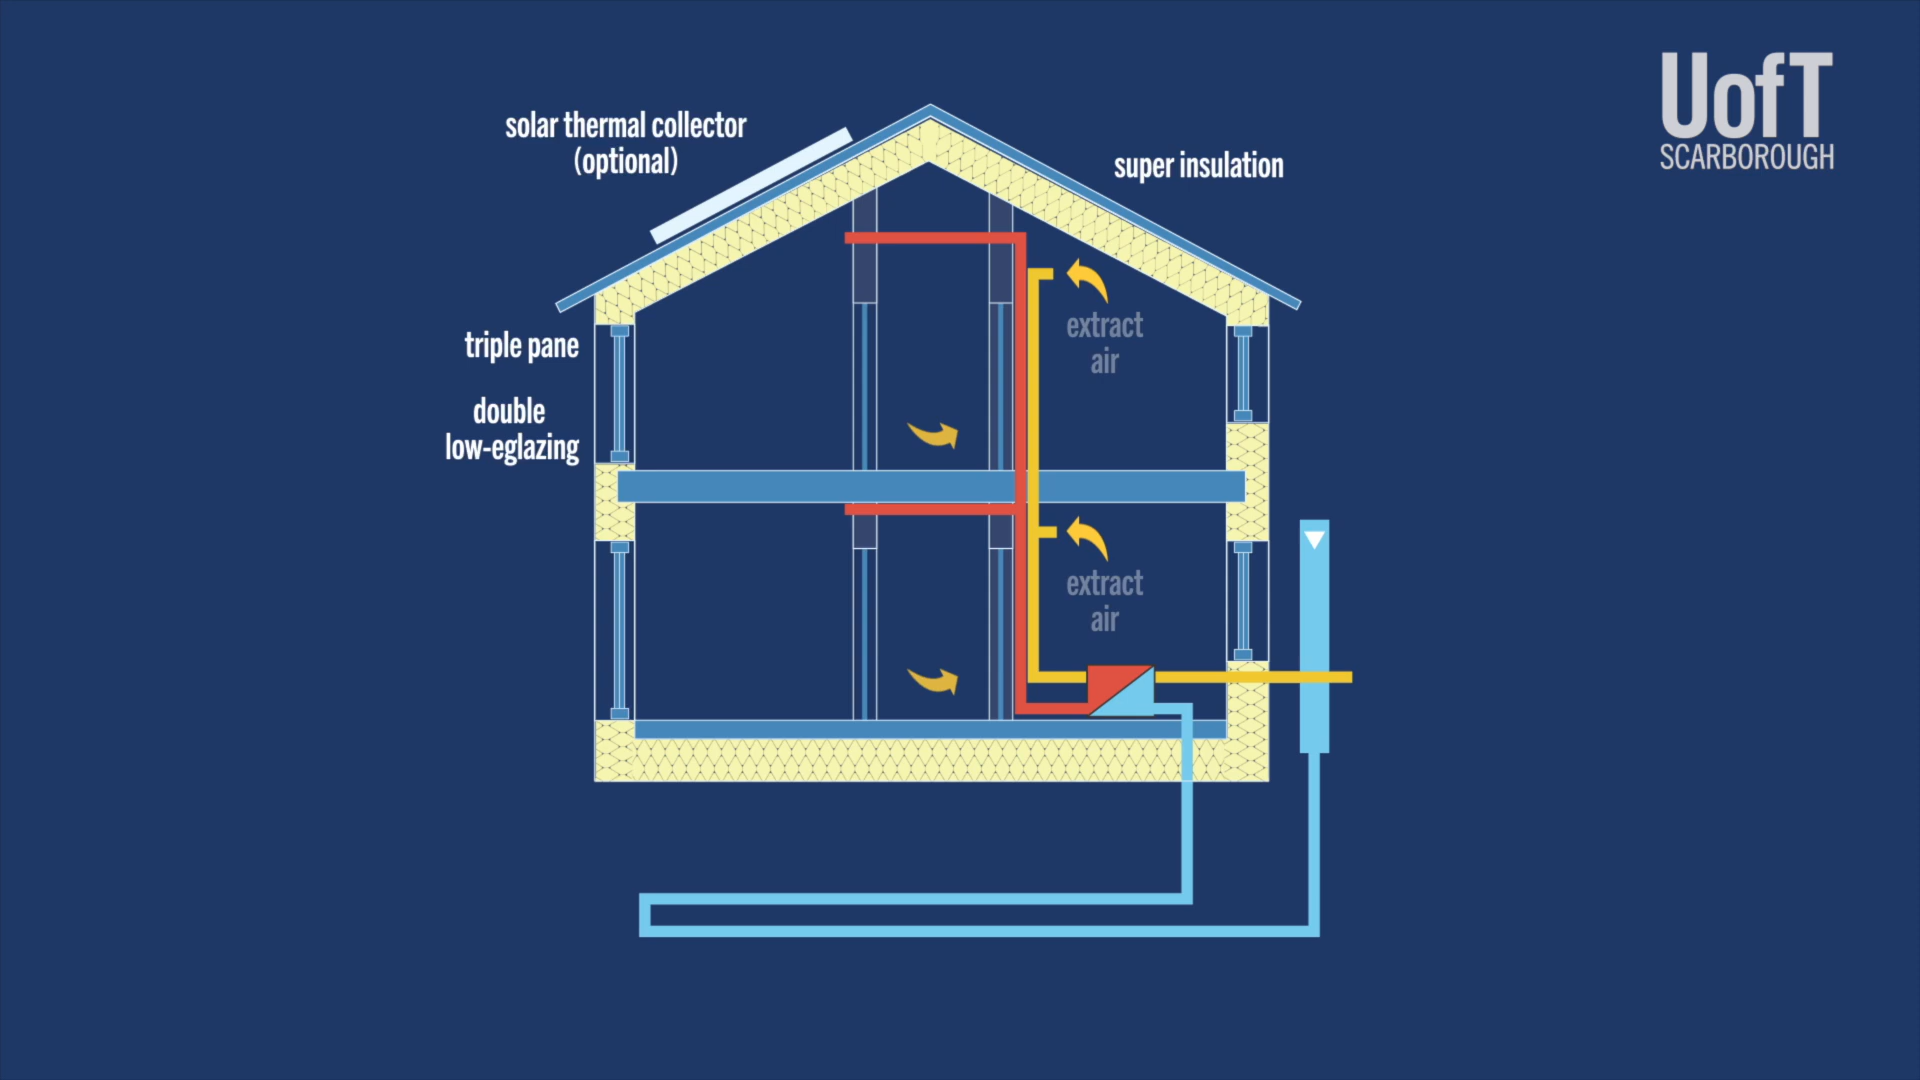 UofT
SCARBOROUGH
solar thermal collector
(optional)
super insulation
triple pane
double
low-eglazing
extract
air
extract
air